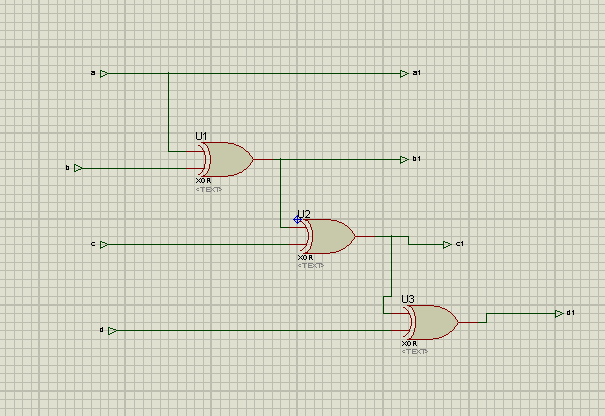 a
a1
U1
b
b1
XOR
<TEXT>
U2
c
c1
XOR
<TEXT>
U3
d
d1
XOR
<TEXT>